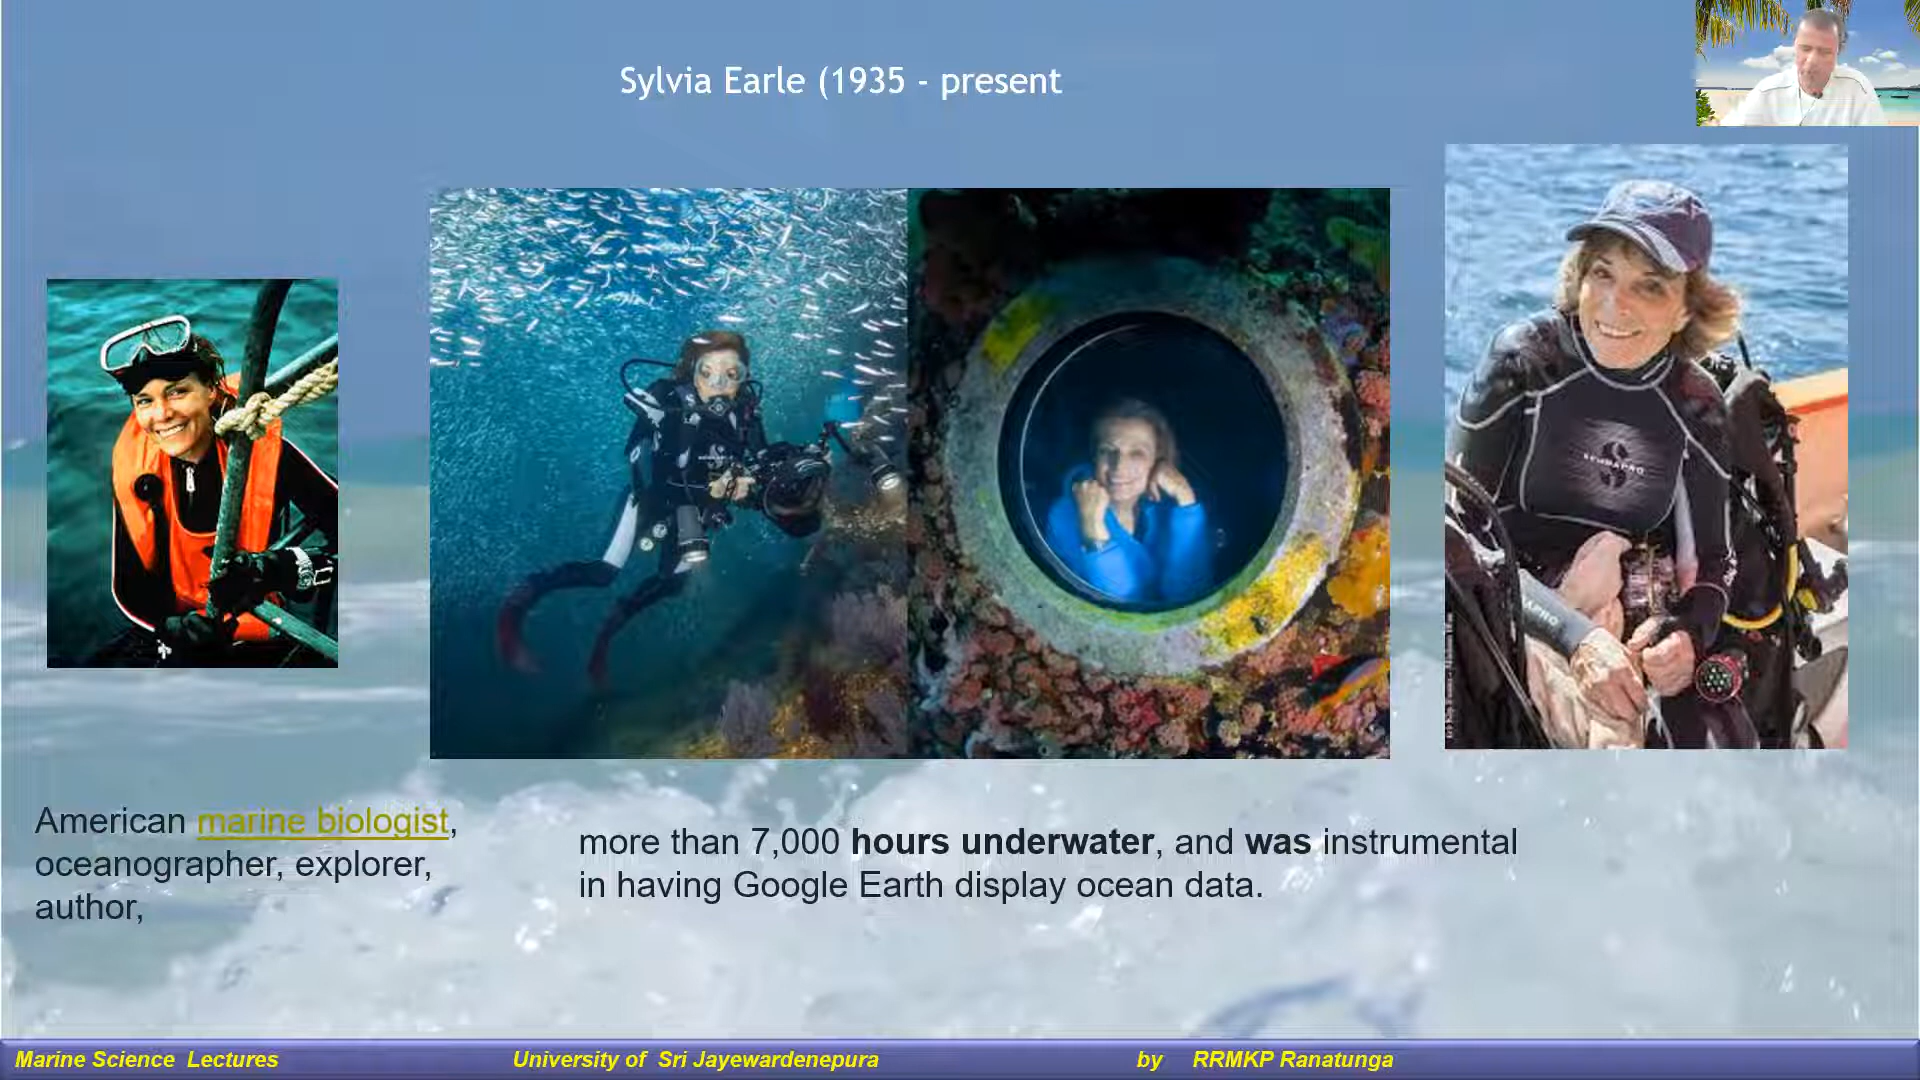 Sylvia Earle (1935 - present
SCUBAPRO
American marine biologist,
oceanographer, explorer,
author,
more than 7,000 hours underwater, and was instrumental
in having Google Earth display ocean data.
Marine Science Lectures University of Sri Jayewardenepura by RRMKP Ranatunga